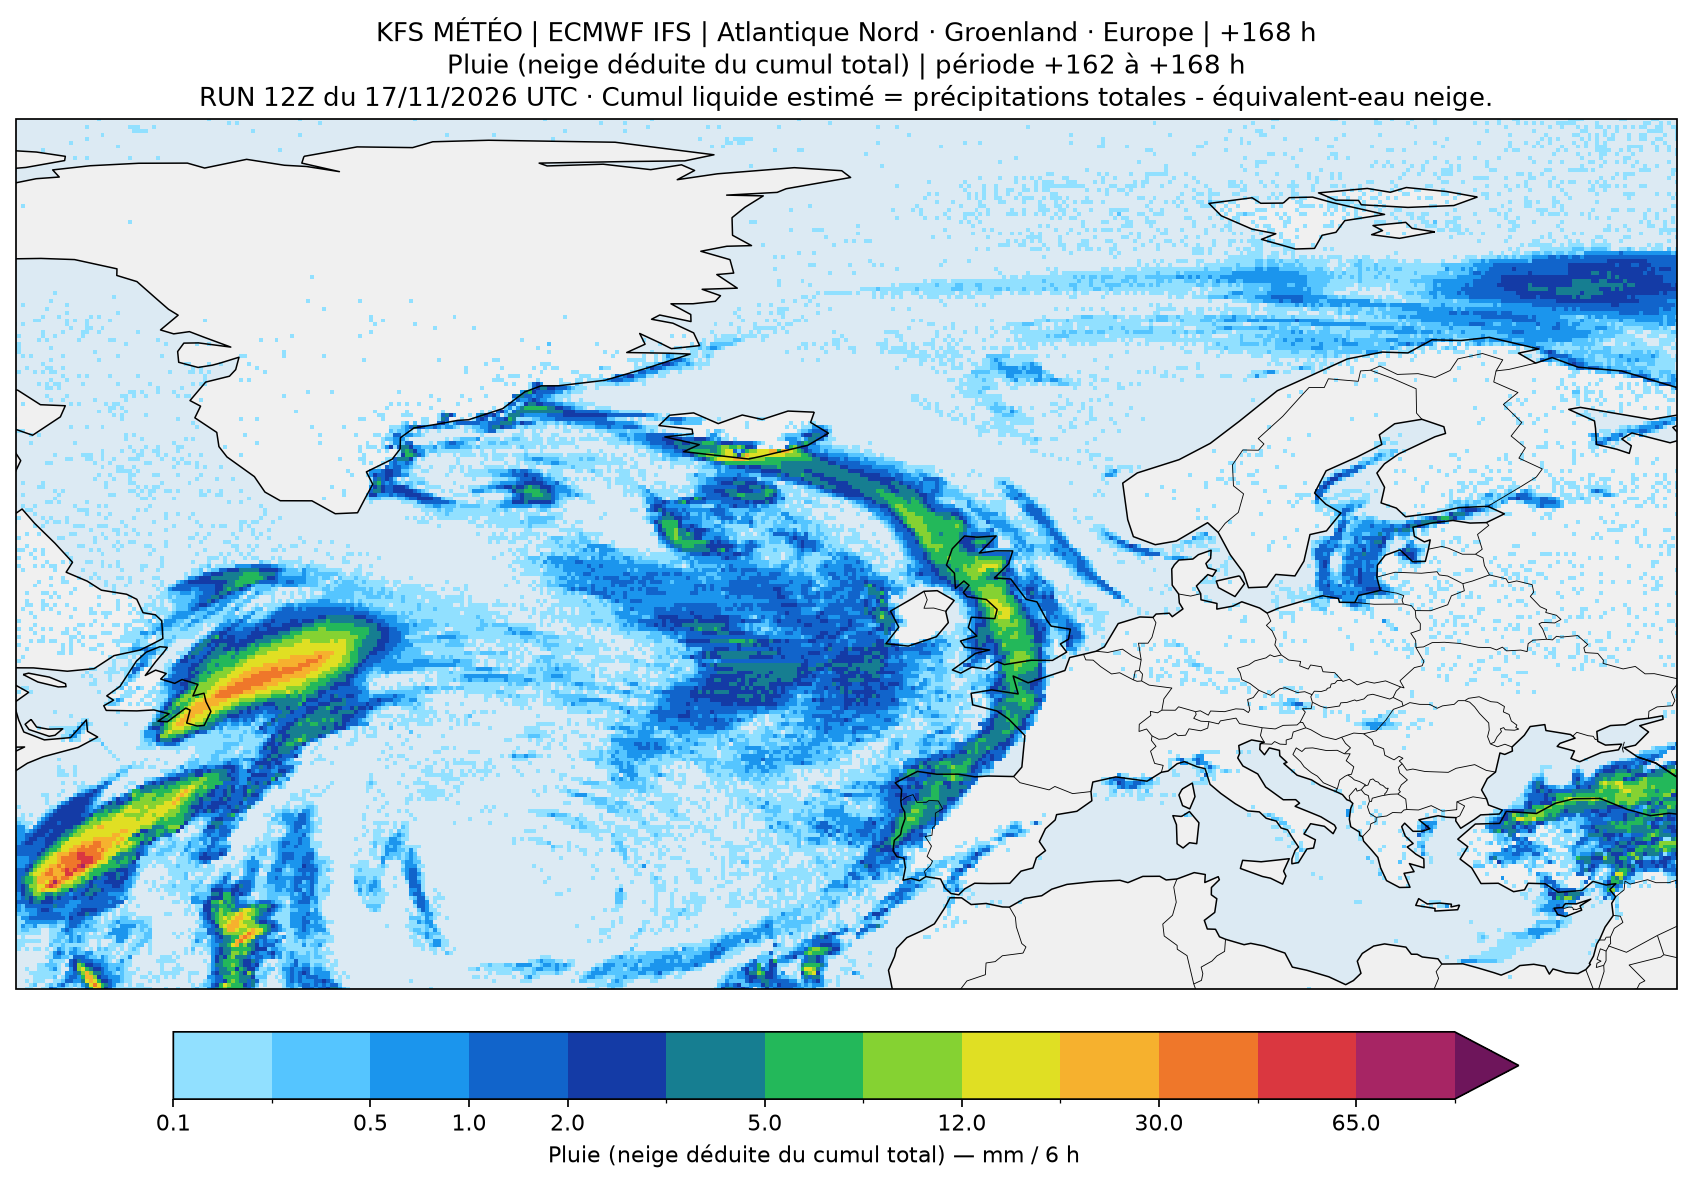 KFS MÉTÉO | ECMWF IFS | Atlantique Nord · Groenland · Europe | +168 h
Pluie (neige déduite du cumul total) | période +162 à +168 h
RUN 12Z du 17/11/2026 UTC · Cumul liquide estimé = précipitations totales - équivalent-eau neige.
0.1 0.5 1.0 2.0 5.0 12.0 30.0 65.0
Pluie (neige déduite du cumul total) — mm / 6 h